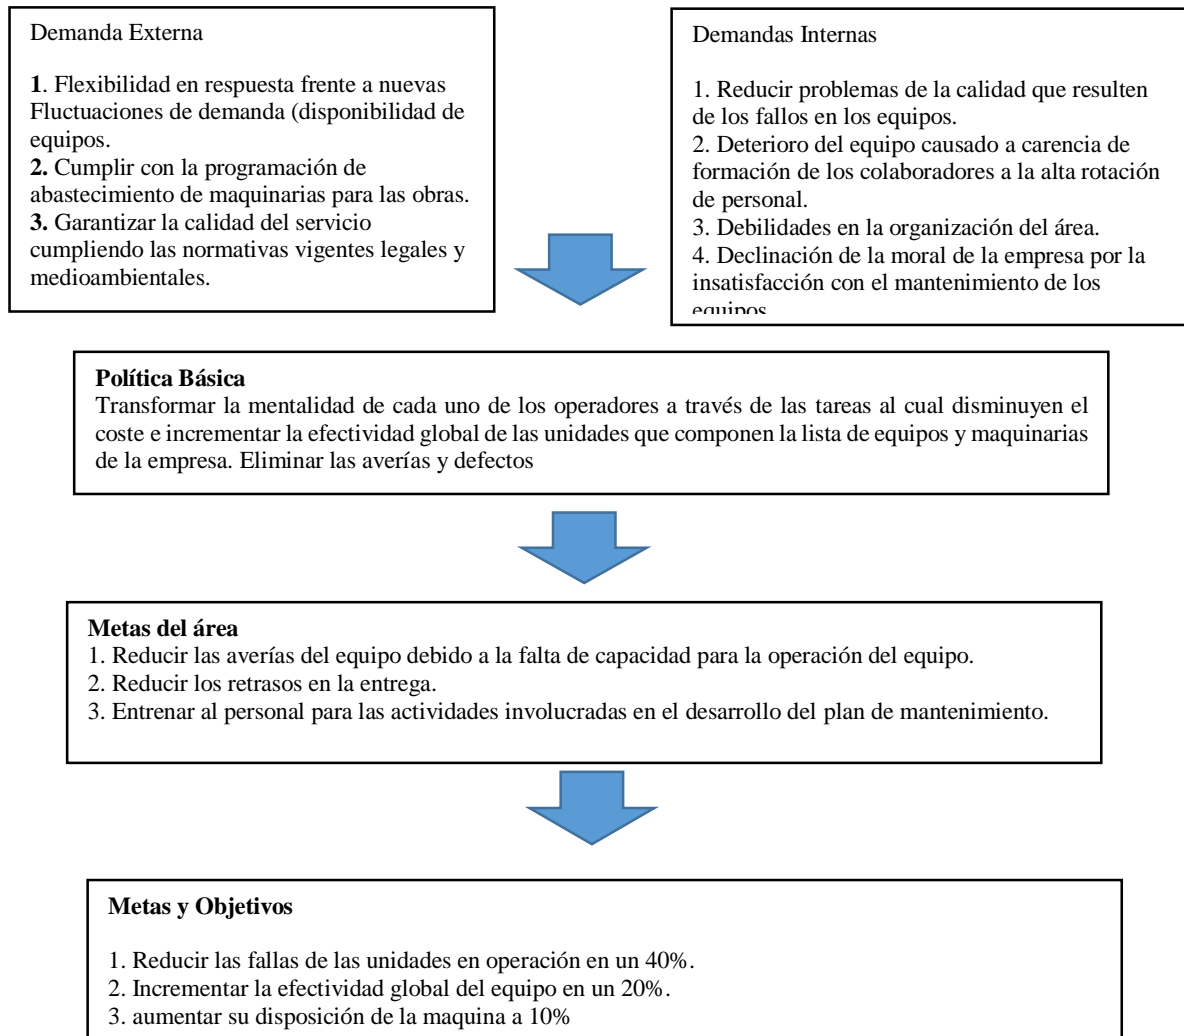 Demanda Externa
1. Flexibilidad en respuesta frente a nuevas
Fluctuaciones de demanda (disponibilidad de
equipos.
2. Cumplir con la programación de
abastecimiento de maquinarias para las obras.
3. Garantizar la calidad del servicio
cumpliendo las normativas vigentes legales y
medioambientales.
Demandas Internas
1. Reducir problemas de la calidad que resulten
de los fallos en los equipos.
2. Deterioro del equipo causado a carencia de
formación de los colaboradores a la alta rotación
de personal.
3. Debilidades en la organización del área.
4. Declinación de la moral de la empresa por la
insatisfacción con el mantenimiento de los
equipos
Política Básica
Transformar la mentalidad de cada uno de los operadores a través de las tareas al cual disminuyen el
coste e incrementar la efectividad global de las unidades que componen la lista de equipos y maquinarias
de la empresa. Eliminar las averías y defectos
Metas del área
1. Reducir las averías del equipo debido a la falta de capacidad para la operación del equipo.
2. Reducir los retrasos en la entrega.
3. Entrenar al personal para las actividades involucradas en el desarrollo del plan de mantenimiento.
Metas y Objetivos
1. Reducir las fallas de las unidades en operación en un 40%.
2. Incrementar la efectividad global del equipo en un 20%.
3. aumentar su disposición de la maquina a 10%